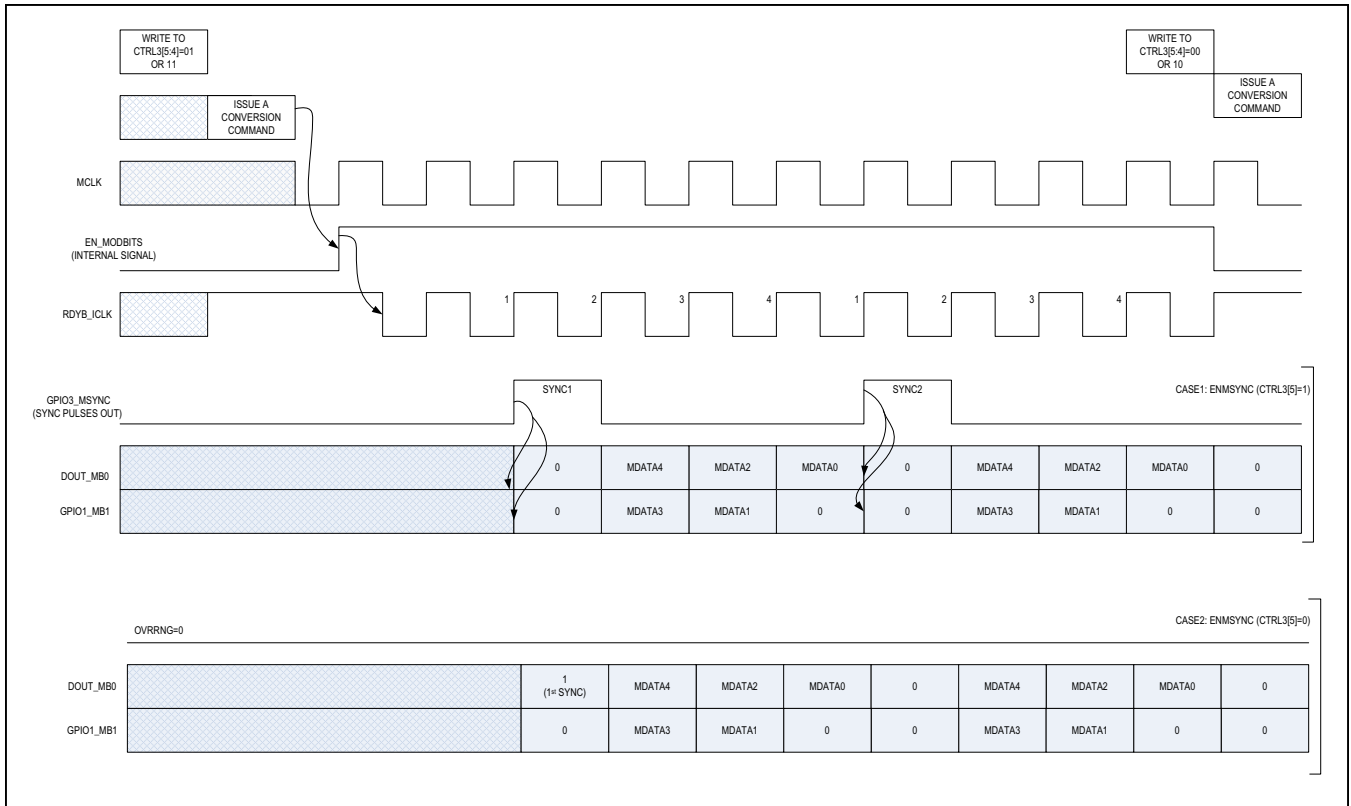 WRITE TO
CTRL3[5:4]=01
OR 11
WRITE TO
CTRL3[5:4]=00
OR 10
ISSUE A
CONVERSION
COMMAND
ISSUE A
CONVERSION
COMMAND
MCLK
EN_MODBITS
(INTERNAL SIGNAL)
RDYB_ICLK
1 2 3 4 1 2 3 4
GPIO3_MSYNC
(SYNC PULSES OUT)
SYNC1 SYNC2
CASE1: ENMSYNC (CTRL3[5]=1)
DOUT_MB0 0 MDATA4 MDATA2 MDATA0 0 MDATA4 MDATA2 MDATA0 0
GPIO1_MB1 0 MDATA3 MDATA1 0 0 MDATA3 MDATA1 0 0
CASE2: ENMSYNC (CTRL3[5]=0)
OVRRNG=0
DOUT_MB0 1 (1st SYNC) MDATA4 MDATA2 MDATA0 0 MDATA4 MDATA2 MDATA0 0
GPIO1_MB1 0 MDATA3 MDATA1 0 0 MDATA3 MDATA1 0 0